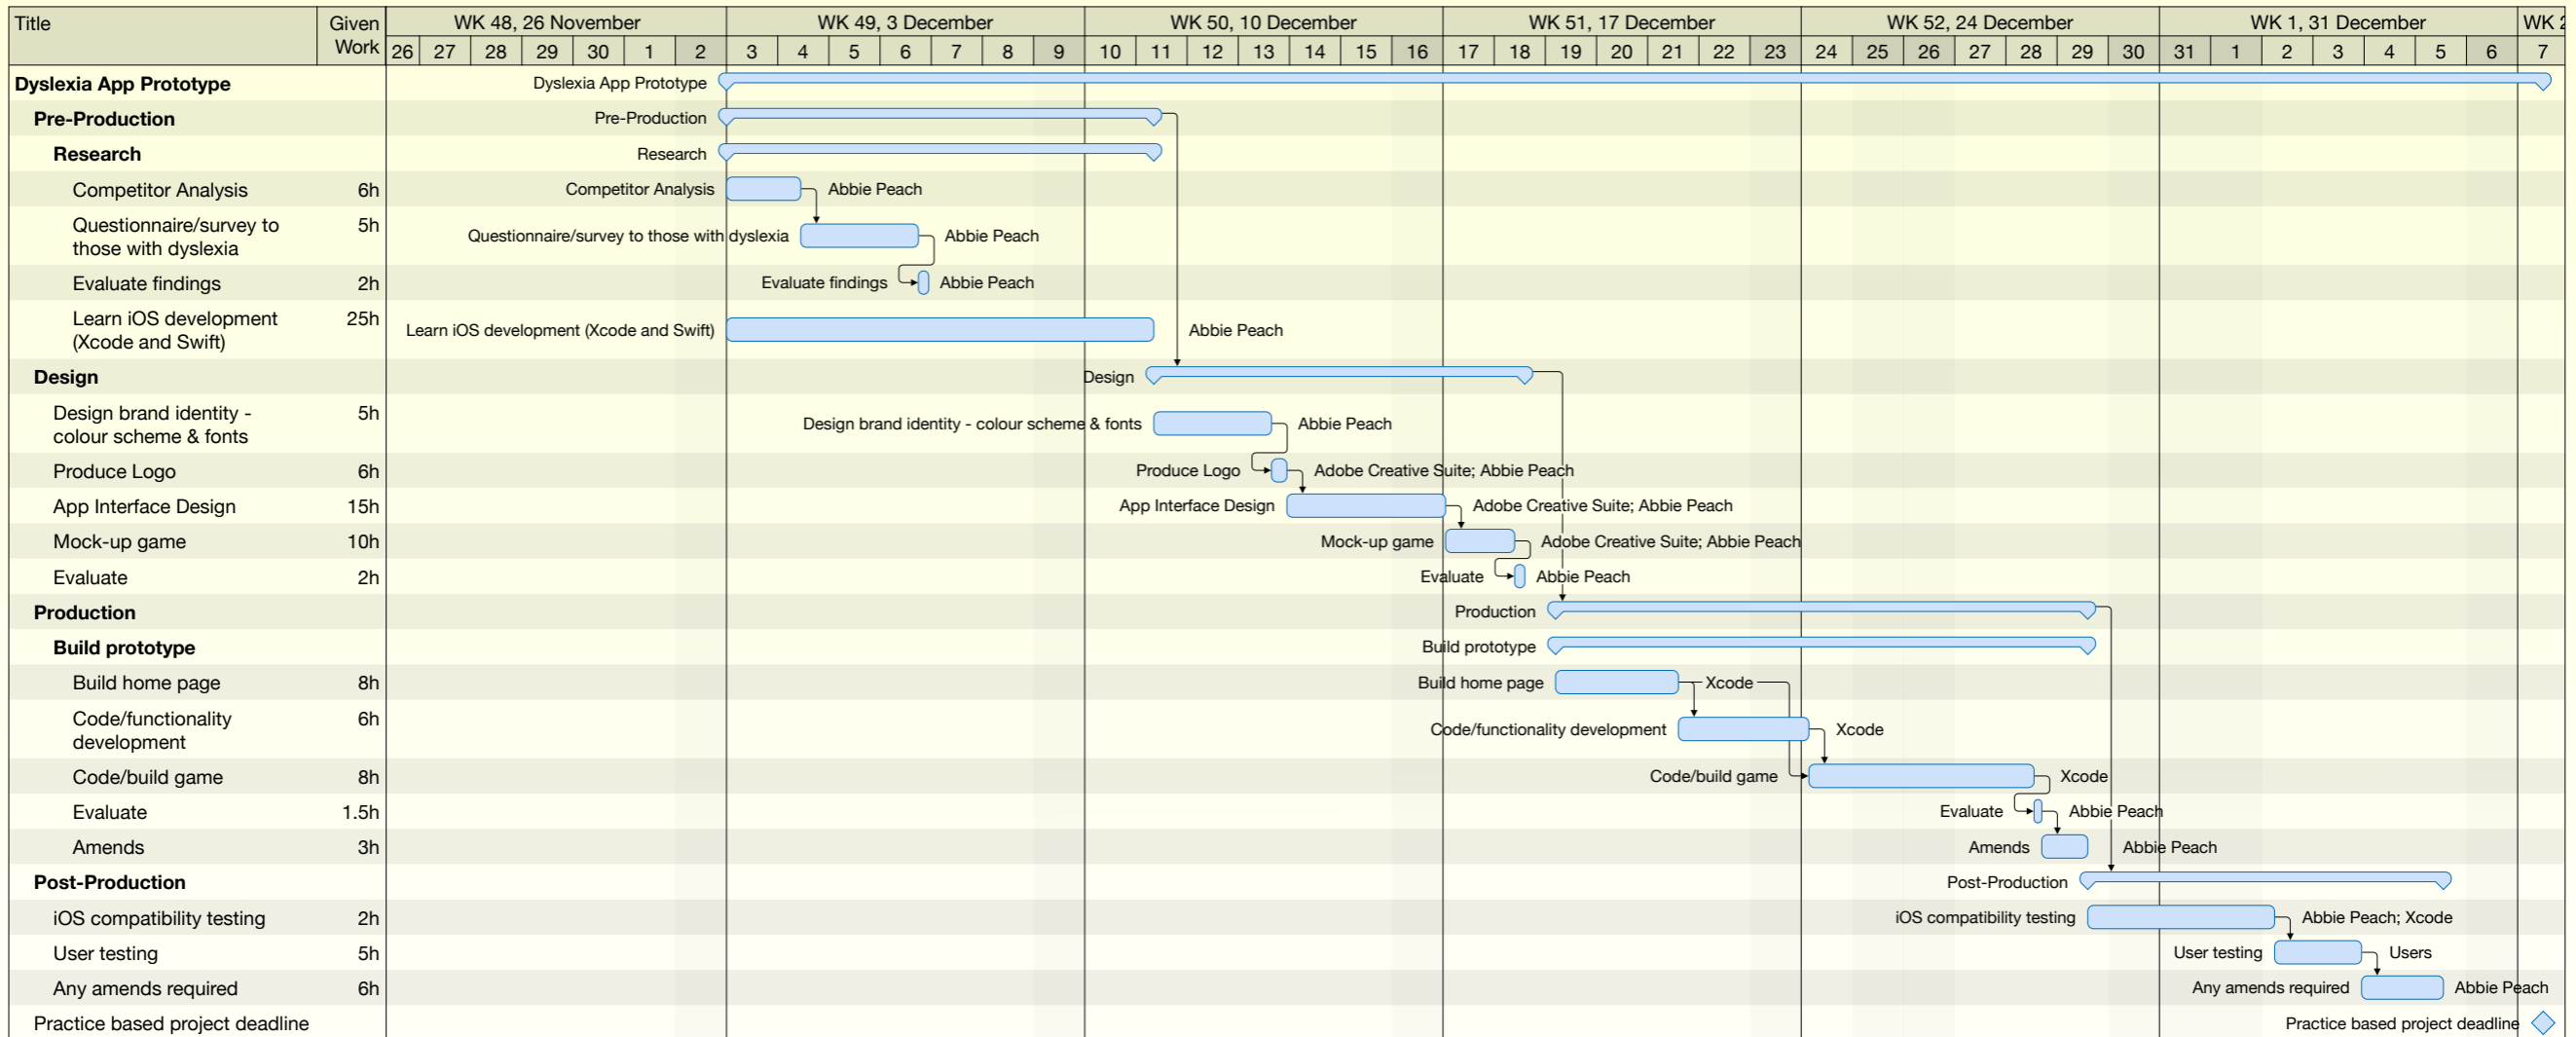 Title Given Work WK 48, 26 November WK 49, 3 December WK 50, 10 December WK 51, 17 December WK 52, 24 December WK 1, 31 December WK 2
26 27 28 29 30 1 2 3 4 5 6 7 8 9 10 11 12 13 14 15 16 17 18 19 20 21 22 23 24 25 26 27 28 29 30 31 1 2 3 4 5 6 7
Dyslexia App Prototype Dyslexia App Prototype
Pre-Production Pre-Production
Research Research
Competitor Analysis 6h Competitor Analysis Abbie Peach
Questionnaire/survey to 5h
those with dyslexia Questionnaire/survey to those with dyslexia Abbie Peach
Evaluate findings 2h Evaluate findings Abbie Peach
Learn iOS development 25h
(Xcode and Swift) Learn iOS development (Xcode and Swift) Abbie Peach
Design Design
Design brand identity - 5h
colour scheme & fonts Design brand identity - colour scheme & fonts Abbie Peach
Produce Logo 6h Produce Logo Adobe Creative Suite; Abbie Peach
App Interface Design 15h App Interface Design Adobe Creative Suite; Abbie Peach
Mock-up game 10h Mock-up game Adobe Creative Suite; Abbie Peach
Evaluate 2h Evaluate Abbie Peach
Production Production
Build prototype Build prototype
Build home page 8h Build home page Xcode
Code/functionality 6h
development Code/functionality development Xcode
Code/build game 8h Code/build game Xcode
Evaluate 1.5h Evaluate Abbie Peach
Amends 3h Amends Abbie Peach
Post-Production Post-Production
iOS compatibility testing 2h iOS compatibility testing Abbie Peach; Xcode
User testing 5h User testing Users
Any amends required 6h Any amends required Abbie Peach
Practice based project deadline Practice based project deadline